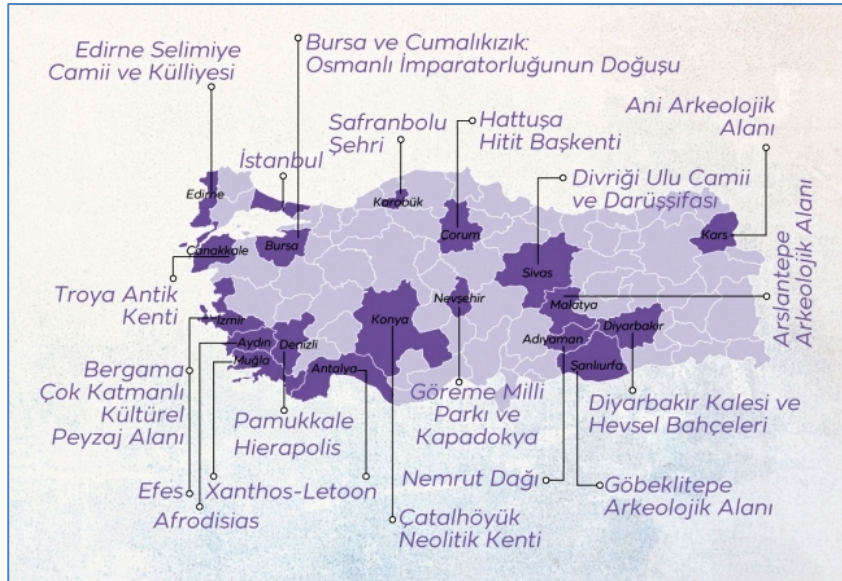 Edirne Selimiye
Camii ve Külliyesi
Bursa ve Cumalıkızık:
Osmanlı İmparatorluğunun Doğuşu
İstanbul
Safranbolu
Şehri
Hattuşa
Hitit Başkenti
Ani Arkeolojik
Alanı
Divriği Ulu Camii
ve Darüşşifası
Arslantepe
Arkeolojik Alanı
Edirne
Karabük
Çanakkale
Bursa
Çorum
Kars
Sivas
Nevşehir
Malatya
İzmir
Konya
Diyarbakır
Aydın
Denizli
Adıyaman
Muğla
Antalya
Şanlıurfa
Troya Antik
Kenti
Bergama
Çok Katmanlı
Kültürel
Peyzaj Alanı
Pamukkale
Hierapolis
Göreme Milli
Parkı ve
Kapadokya
Diyarbakır Kalesi ve
Hevsel Bahçeleri
Efes
Xanthos-Letoon
Nemrut Dağı
Göbeklitepe
Arkeolojik Alanı
Afrodisias
Çatalhöyük
Neolitik Kenti